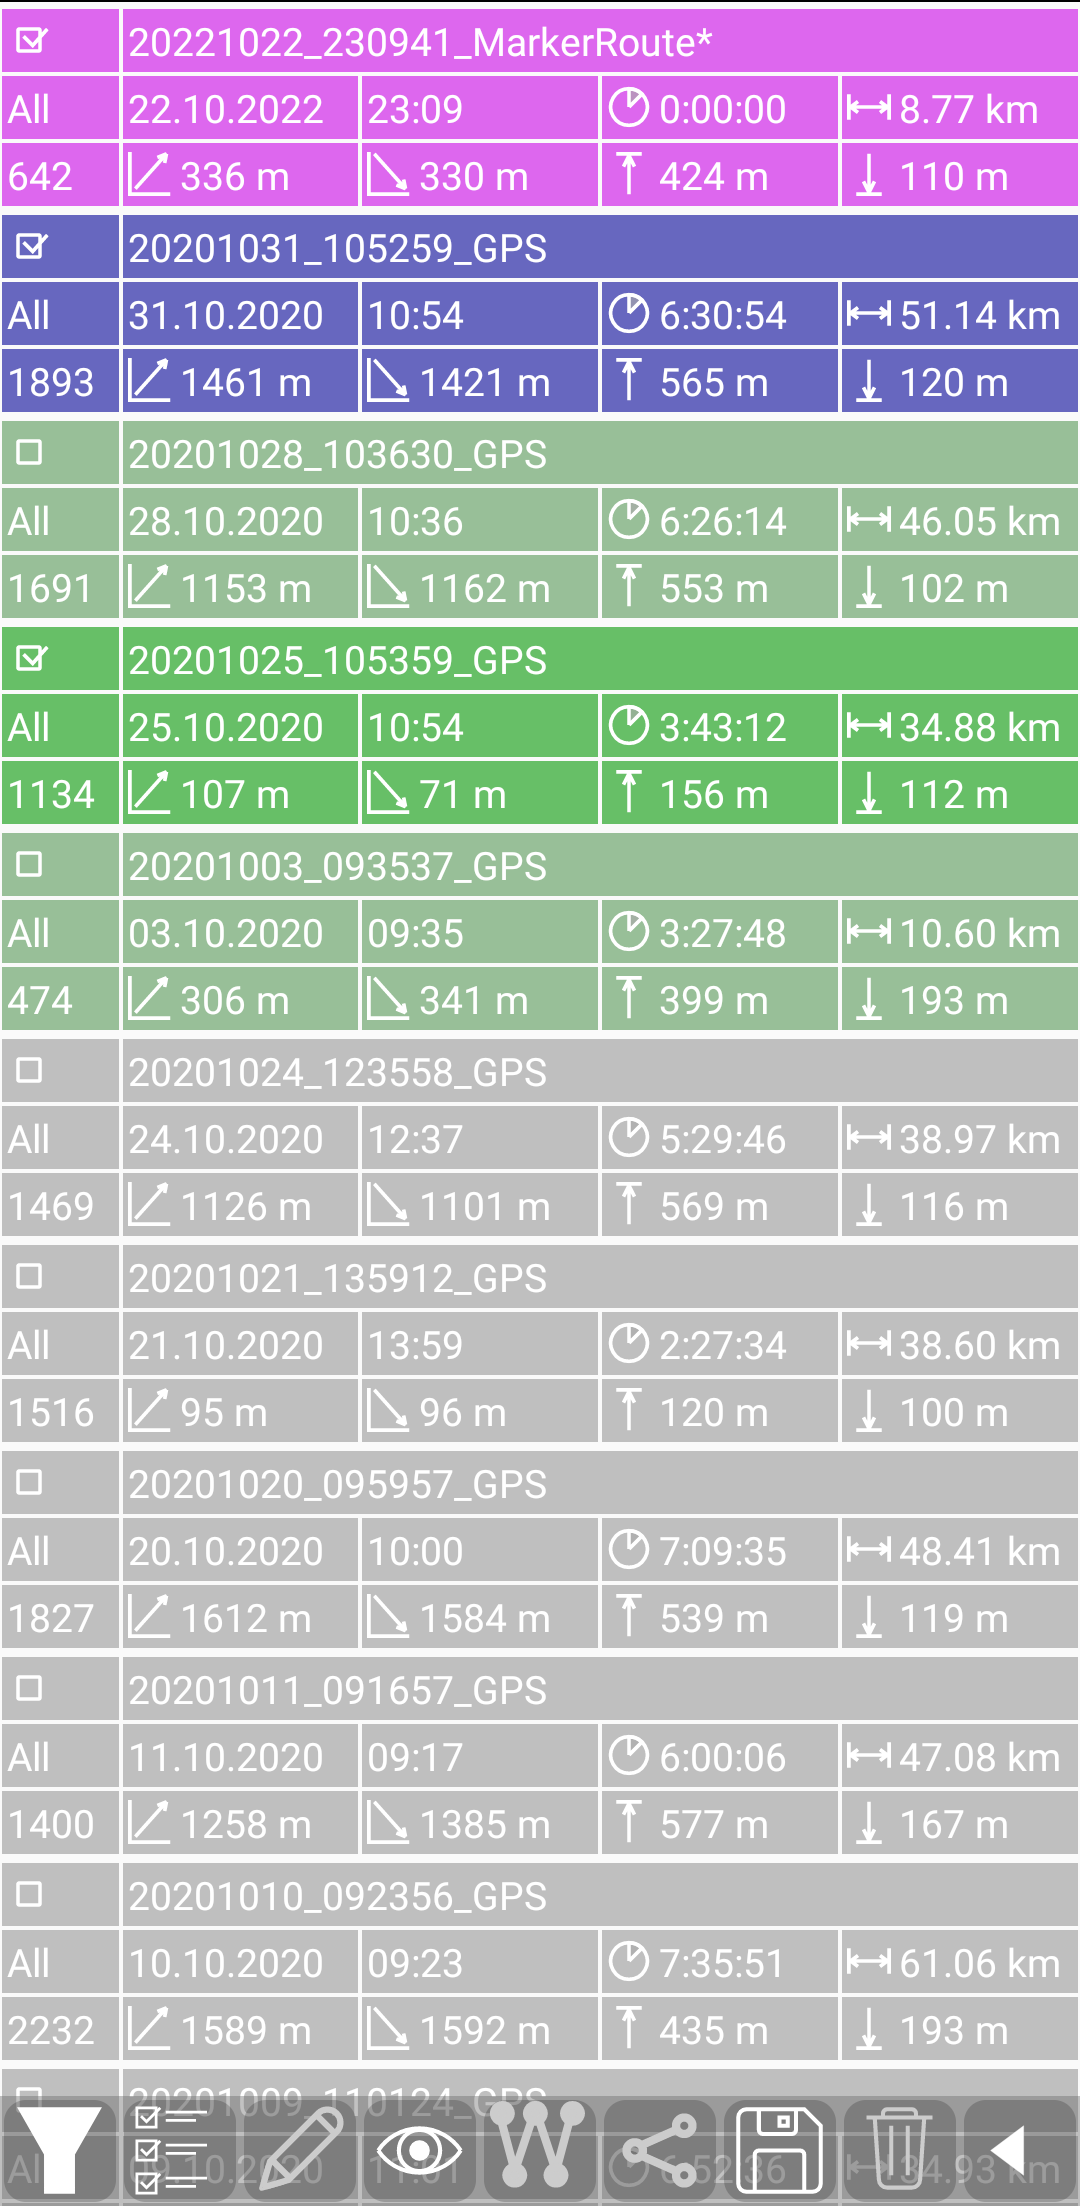 20221022_230941_MarkerRoute*
All 22.10.2022 23:09 0:00:00 8.77 km
642 336 m 330 m 424 m 110 m
20201031_105259_GPS
All 31.10.2020 10:54 6:30:54 51.14 km
1893 1461 m 1421 m 565 m 120 m
20201028_103630_GPS
All 28.10.2020 10:36 6:26:14 46.05 km
1691 1153 m 1162 m 553 m 102 m
20201025_105359_GPS
All 25.10.2020 10:54 3:43:12 34.88 km
1134 107 m 71 m 156 m 112 m
20201003_093537_GPS
All 03.10.2020 09:35 3:27:48 10.60 km
474 306 m 341 m 399 m 193 m
20201024_123558_GPS
All 24.10.2020 12:37 5:29:46 38.97 km
1469 1126 m 1101 m 569 m 116 m
20201021_135912_GPS
All 21.10.2020 13:59 2:27:34 38.60 km
1516 95 m 96 m 120 m 100 m
20201020_095957_GPS
All 20.10.2020 10:00 7:09:35 48.41 km
1827 1612 m 1584 m 539 m 119 m
20201011_091657_GPS
All 11.10.2020 09:17 6:00:06 47.08 km
1400 1258 m 1385 m 577 m 167 m
20201010_092356_GPS
All 10.10.2020 09:23 7:35:51 61.06 km
2232 1589 m 1592 m 435 m 193 m
20201009_110124_GPS
All 09.10.2020 11:01